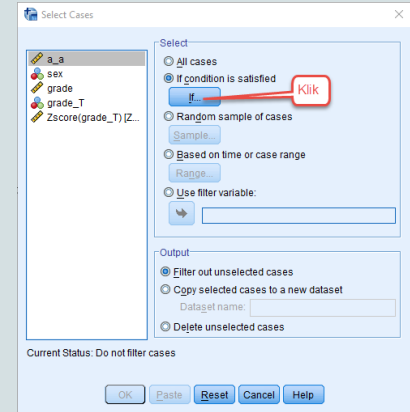 Select Cases
a_a
sex
grade
grade_T
Zscore(grade_T) [Z...
Select
All cases
If condition is satisfied
If...
Klik
Random sample of cases
Sample...
Based on time or case range
Range...
Use filter variable:
Output
Filter out unselected cases
Copy selected cases to a new dataset
Dataset name:
Delete unselected cases
Current Status: Do not filter cases
OK
Paste
Reset
Cancel
Help